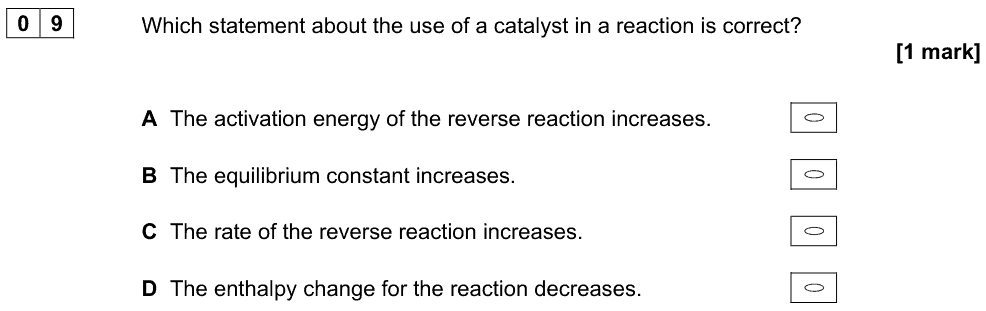 0 9 Which statement about the use of a catalyst in a reaction is correct?
[1 mark]
A The activation energy of the reverse reaction increases.
B The equilibrium constant increases.
C The rate of the reverse reaction increases.
D The enthalpy change for the reaction decreases.